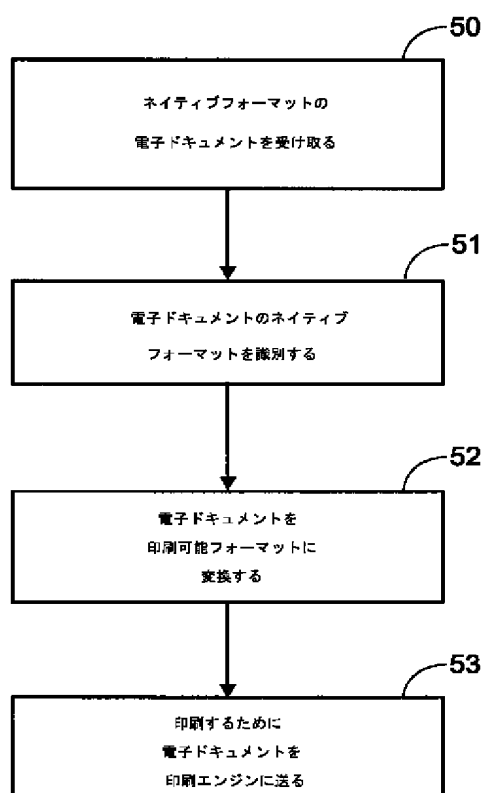 50
ネイティブフォーマットの
電子ドキュメントを受け取る
51
電子ドキュメントのネイティブ
フォーマットを識別する
52
電子ドキュメントを
印刷可能フォーマットに
変換する
53
印刷するために
電子ドキュメントを
印刷エンジンに送る